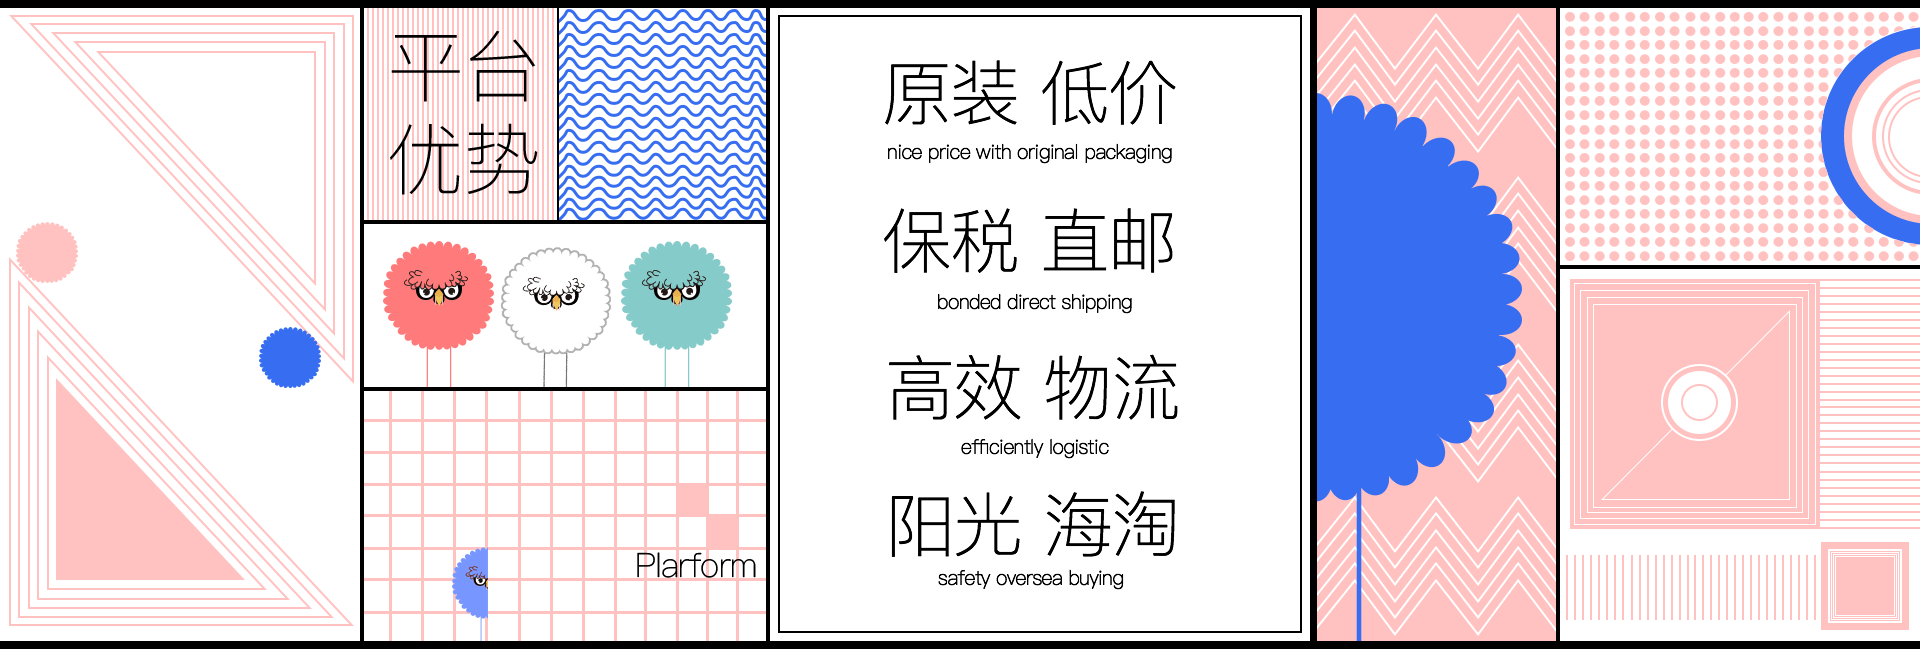 平台
优势
Plarform
原装 低价
nice price with original packaging
保税 直邮
bonded direct shipping
高效 物流
efficiently logistic
阳光 海淘
safety oversea buying